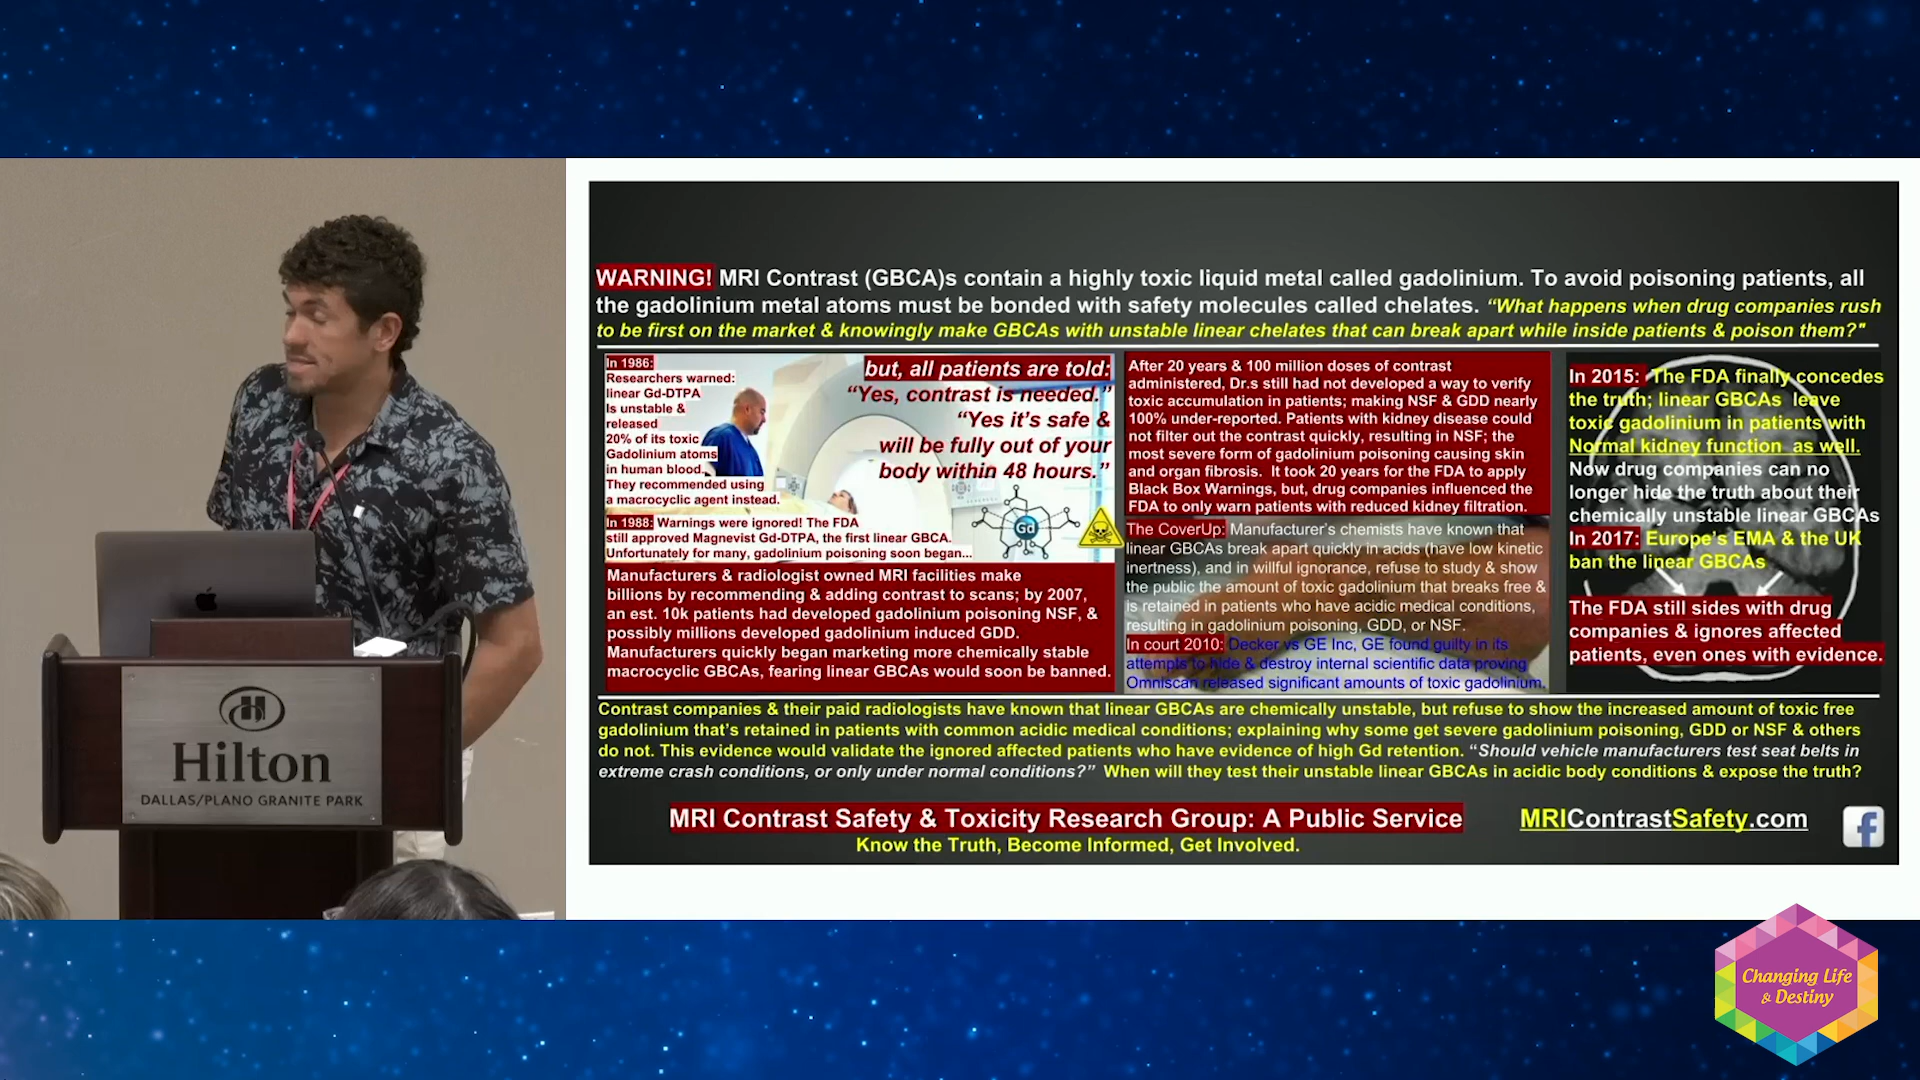 WARNING! MRI Contrast (GBCA)s contain a highly toxic liquid metal called gadolinium. To avoid poisoning patients, all
the gadolinium metal atoms must be bonded with safety molecules called chelates. “What happens when drug companies rush
to be first on the market & knowingly make GBCAs with unstable linear chelates that can break apart while inside patients & poison them?"
In 1986:
Researchers warned:
linear Gd-DTPA
Is unstable &
released
20% of its toxic
Gadolinium atoms
in human blood.
They recommended using
a macrocyclic agent instead.
but, all patients are told:
“Yes, contrast is needed.”
“Yes it's safe &
will be fully out of your
body within 48 hours.”
Gd
In 1988: Warnings were ignored! The FDA
still approved Magnevist Gd-DTPA, the first linear GBCA.
Unfortunately for many, gadolinium poisoning soon began...
Manufacturers & radiologist owned MRI facilities make
billions by recommending & adding contrast to scans; by 2007,
an est. 10k patients had developed gadolinium poisoning NSF, &
possibly millions developed gadolinium induced GDD.
Manufacturers quickly began marketing more chemically stable
macrocyclic GBCAs, fearing linear GBCAs would soon be banned.
After 20 years & 100 million doses of contrast
administered, Dr.s still had not developed a way to verify
toxic accumulation in patients; making NSF & GDD nearly
100% under-reported. Patients with kidney disease could
not filter out the contrast quickly, resulting in NSF; the
most severe form of gadolinium poisoning causing skin
and organ fibrosis. It took 20 years for the FDA to apply
Black Box Warnings, but, drug companies influenced the
FDA to only warn patients with reduced kidney filtration.
The CoverUp: Manufacturer's chemists have known that
linear GBCAs break apart quickly in acids (have low kinetic
inertness), and in willful ignorance, refuse to study & show
the public the amount of toxic gadolinium that breaks free &
is retained in patients who have acidic medical conditions,
resulting in gadolinium poisoning, GDD, or NSF.
In court 2010: Decker vs GE Inc, GE found guilty in its
attempts to hide & destroy internal scientific data proving
Omniscan released significant amounts of toxic gadolinium.
In 2015: The FDA finally concedes
the truth; linear GBCAs leave
toxic gadolinium in patients with
Normal kidney function as well.
Now drug companies can no
longer hide the truth about their
chemically unstable linear GBCAs
In 2017: Europe's EMA & the UK
ban the linear GBCAs
The FDA still sides with drug
companies & ignores affected
patients, even ones with evidence.
Contrast companies & their paid radiologists have known that linear GBCAs are chemically unstable, but refuse to show the increased amount of toxic free
gadolinium that's retained in patients with common acidic medical conditions; explaining why some get severe gadolinium poisoning, GDD or NSF & others
do not. This evidence would validate the ignored affected patients who have evidence of high Gd retention. “Should vehicle manufacturers test seat belts in
extreme crash conditions, or only under normal conditions?” When will they test their unstable linear GBCAs in acidic body conditions & expose the truth?
MRI Contrast Safety & Toxicity Research Group: A Public Service
MRIContrastSafety.com
f
Know the Truth, Become Informed, Get Involved.
H
Hilton
DALLAS/PLANO GRANITE PARK
Changing Life
& Destiny